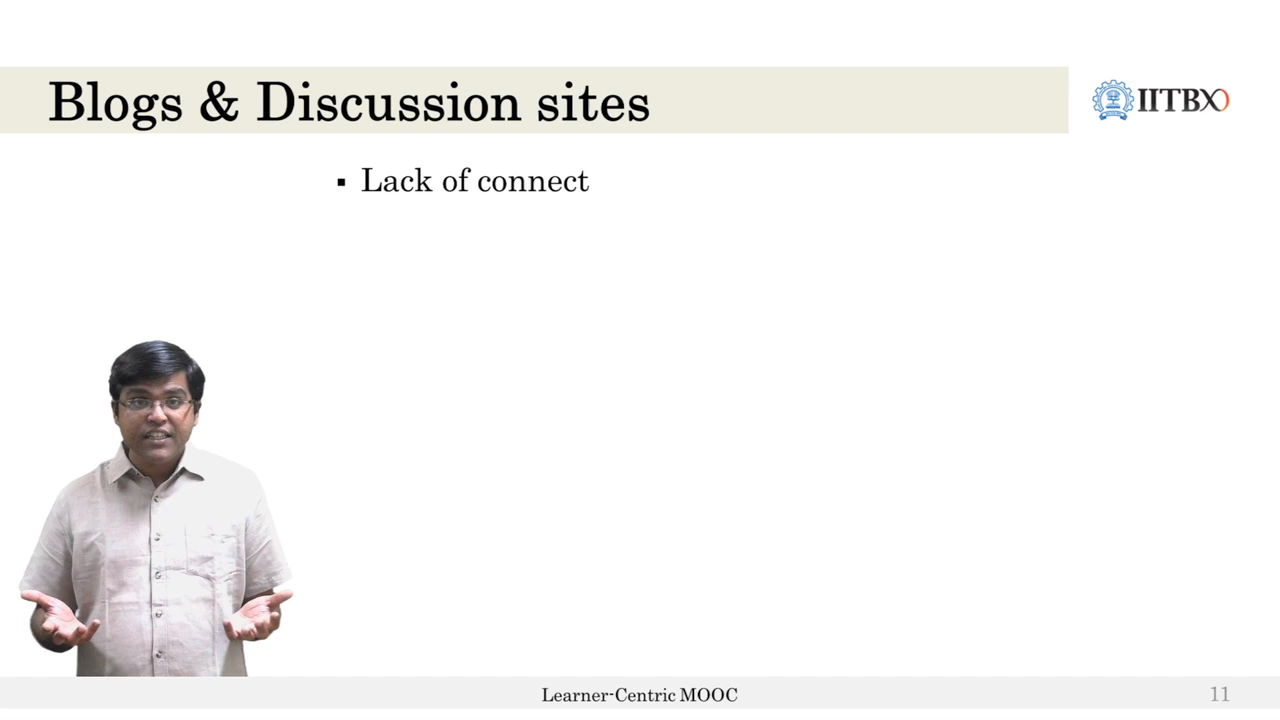 Blogs & Discussion sites
IITBX
▪ Lack of connect
Learner-Centric MOOC
11